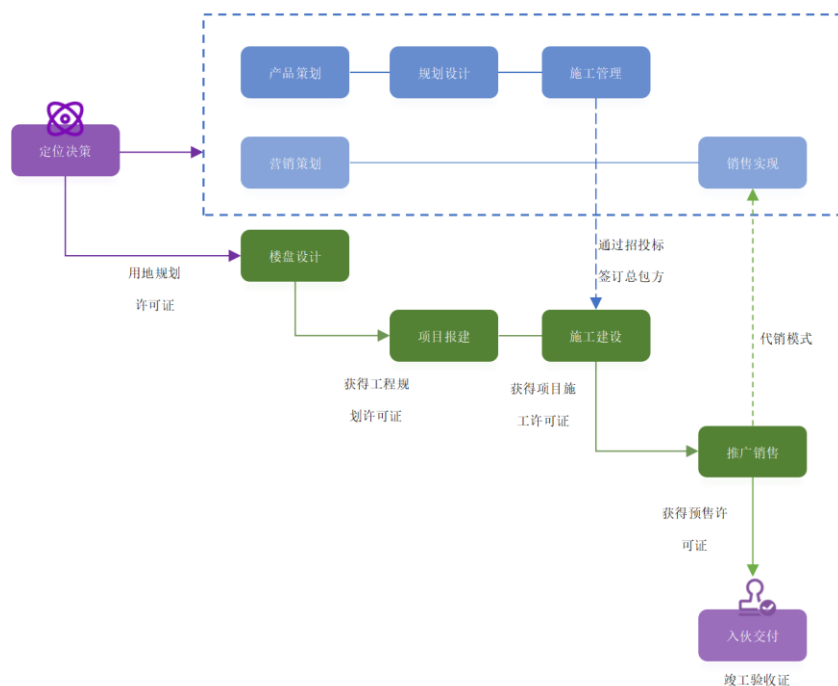 产品策划
规划设计
施工管理
定位决策
营销策划
销售实现
通过招投标
签订总包方
楼盘设计
用地规划
许可证
项目报建
施工建设
代销模式
获得工程规
划许可证
获得项目施
工许可证
推广销售
获得预售许
可证
入伙交付
竣工验收证